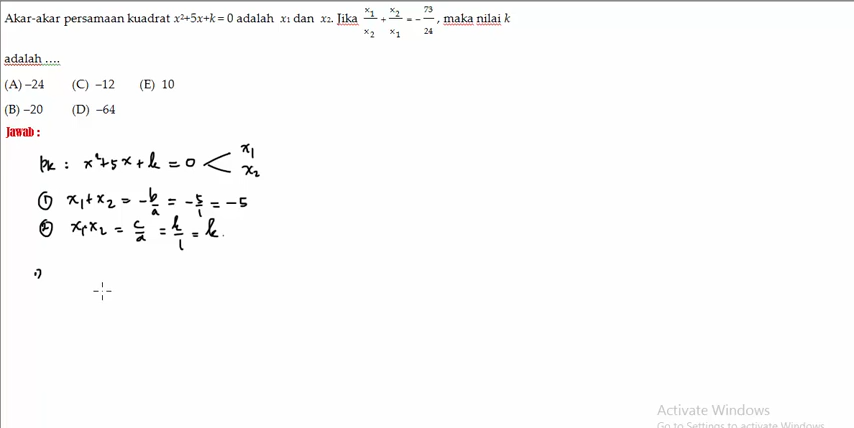 Akar-akar persamaan kuadrat x²+5x+k = 0 adalah x₁ dan x₂. Jika x₁/x₂ + x₂/x₁ = −73/24, maka nilai k
adalah ….
(A) –24 (C) –12 (E) 10
(B) –20 (D) –64
Jawab :
pk : x²+5x+k = 0 < x₁ x₂
① x₁+x₂ = −b/a = −5/1 = −5
② x₁.x₂ = c/a = k/1 = k.
Activate Windows
Go to Settings to activate Windows